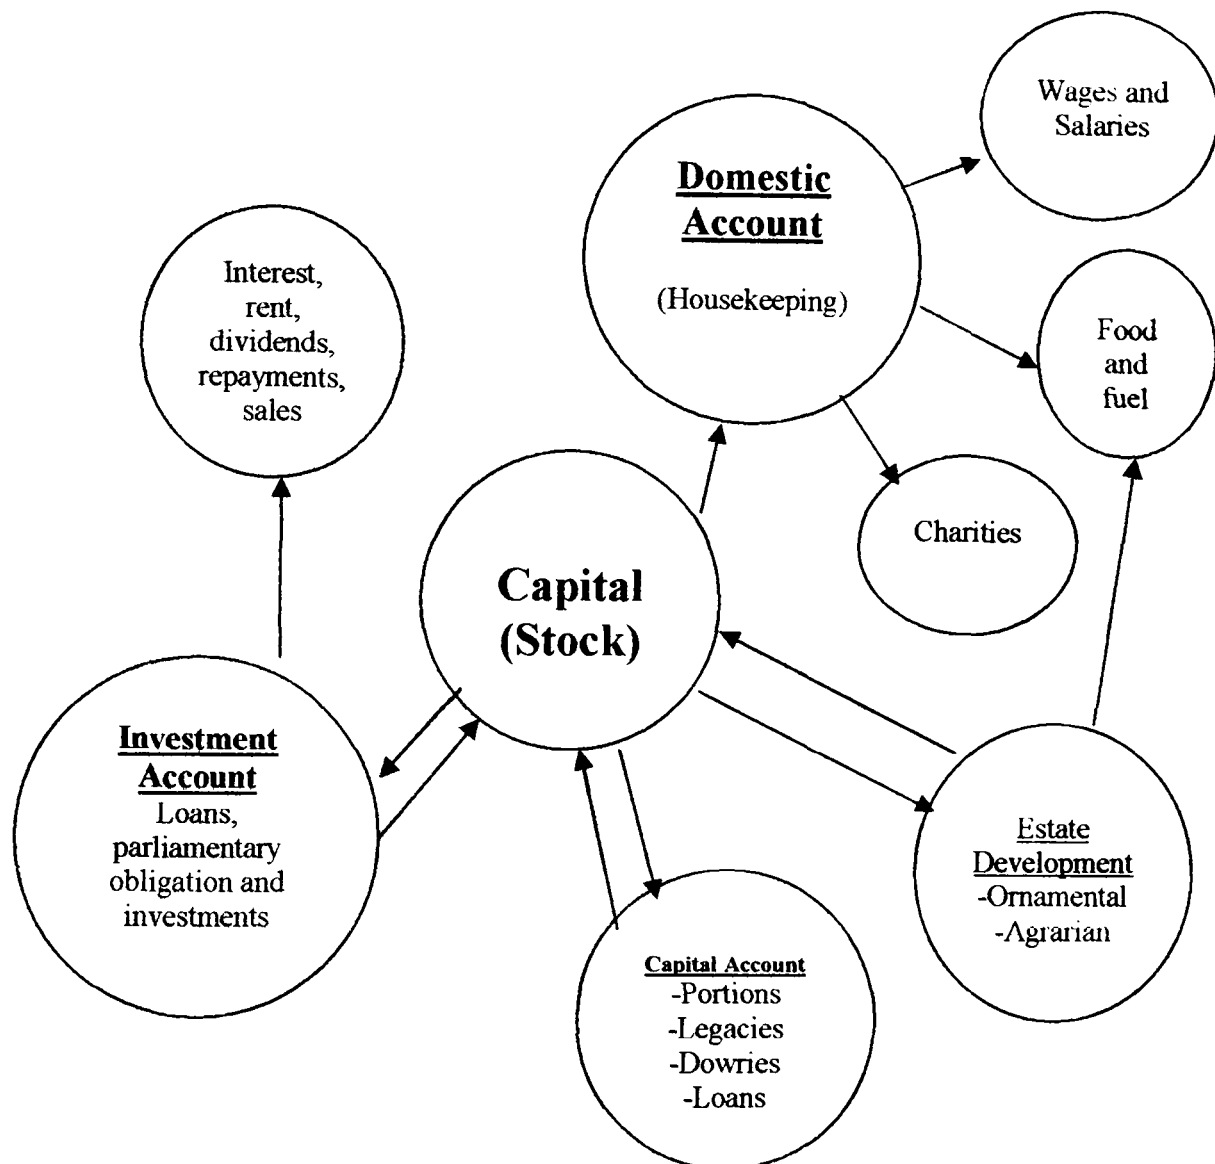 Wages and
Salaries
Domestic
Account
(Housekeeping)
Interest,
rent,
dividends,
repayments,
sales
Food
and
fuel
Charities
Capital
(Stock)
Investment
Account
Loans,
parliamentary
obligation and
investments
Estate
Development
-Ornamental
-Agrarian
Capital Account
-Portions
-Legacies
-Dowries
-Loans